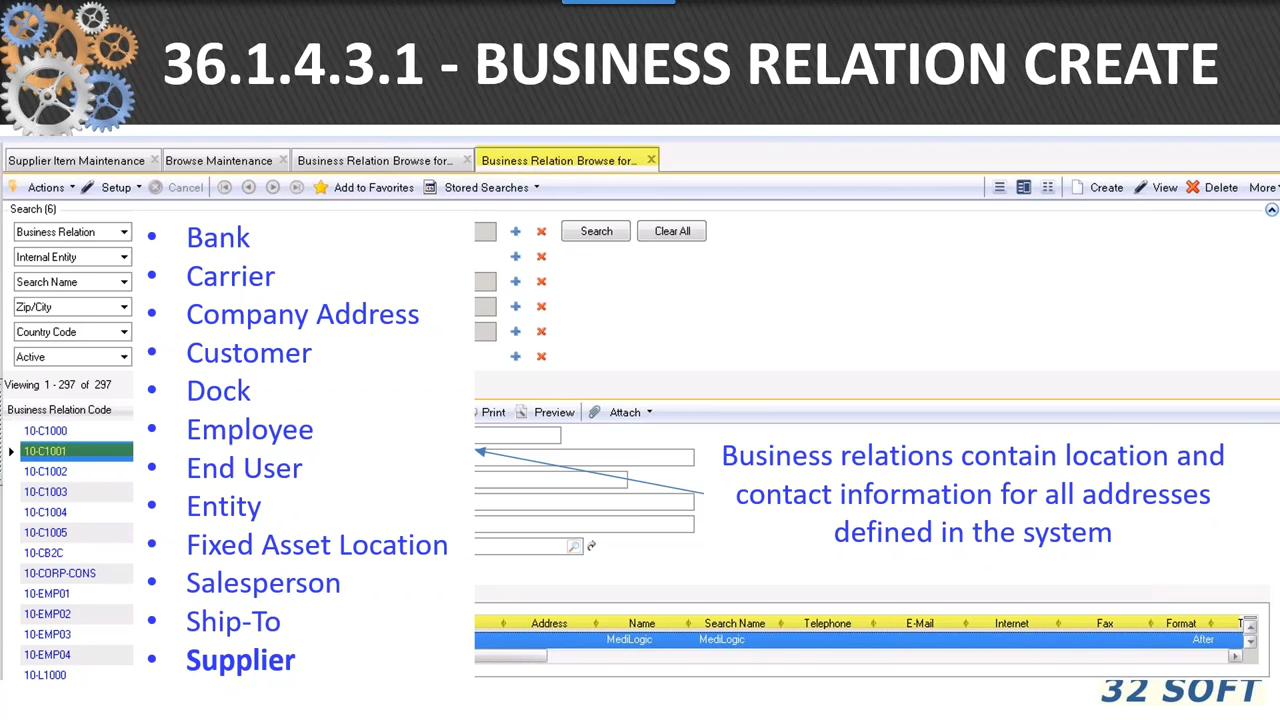 36.1.4.3.1 - BUSINESS RELATION CREATE
Supplier Item Maintenance Browse Maintenance Business Relation Browse for... Business Relation Browse for...
Actions Setup Cancel Add to Favorites Stored Searches Create View Delete More
Search (6)
Business Relation
Internal Entity
Search Name
Zip/City
Country Code
Active
Search Clear All
Viewing 1 - 297 of 297
Business Relation Code
10-C1000
10-C1001
10-C1002
10-C1003
10-C1004
10-C1005
10-CB2C
10-CORP-CONS
10-EMP01
10-EMP02
10-EMP03
10-EMP04
10-L1000
• Bank
• Carrier
• Company Address
• Customer
• Dock
• Employee
• End User
• Entity
• Fixed Asset Location
• Salesperson
• Ship-To
• Supplier
Print Preview Attach
Business relations contain location and
contact information for all addresses
defined in the system
Address Name Search Name Telephone E-Mail Internet Fax Format T
MediLogic MediLogic After
32 SOFT